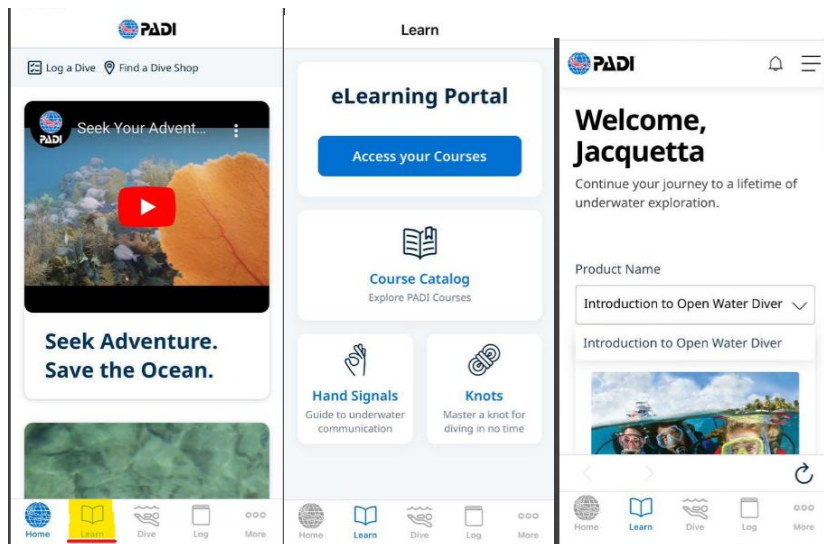 PADI
Log a Dive Find a Dive Shop
PADI
Seek Your Advent...
Seek Adventure.
Save the Ocean.
Home Learn Dive Log More
Learn
eLearning Portal
Access your Courses
Course Catalog
Explore PADI Courses
Hand Signals
Guide to underwater
communication
Knots
Master a knot for
diving in no time
Home Learn Dive Log More
PADI
Welcome,
Jacquetta
Continue your journey to a lifetime of
underwater exploration.
Product Name
Introduction to Open Water Diver
Introduction to Open Water Diver
Home Learn Dive Log More